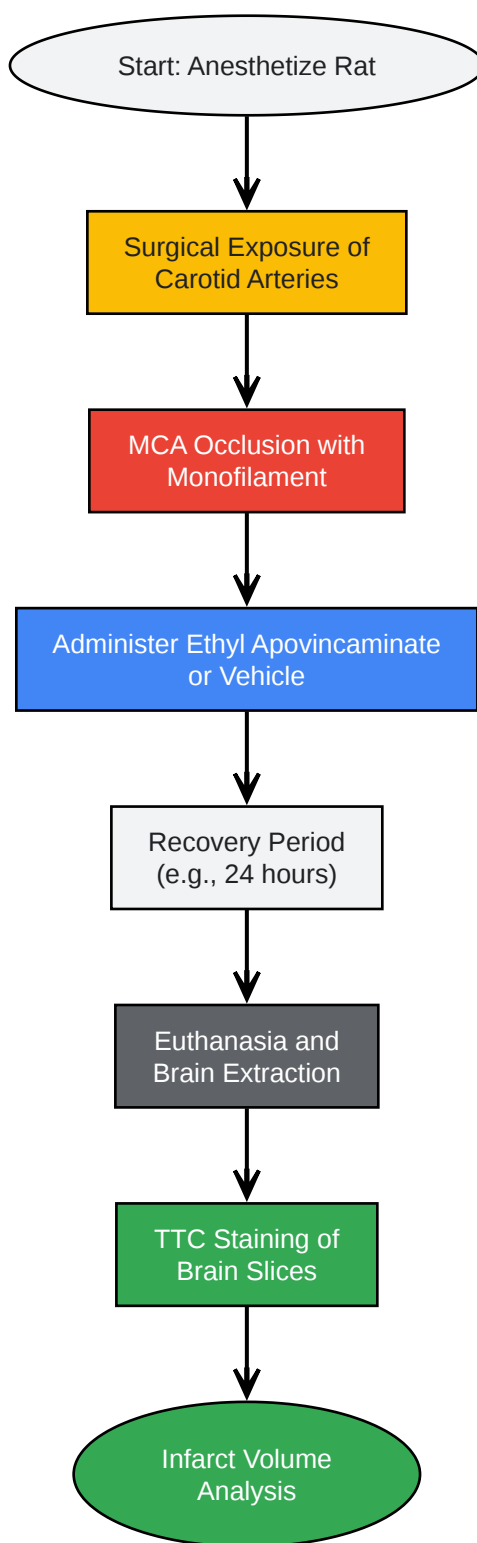 Start: Anesthetize Rat
Surgical Exposure of
Carotid Arteries
MCA Occlusion with
Monofilament
Administer Ethyl Apovincaminate
or Vehicle
Recovery Period
(e.g., 24 hours)
Euthanasia and
Brain Extraction
TTC Staining of
Brain Slices
Infarct Volume
Analysis